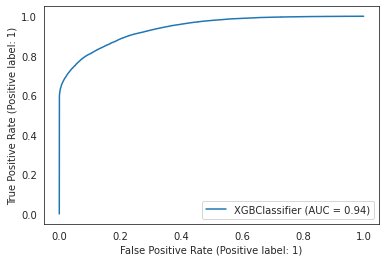 True Positive Rate (Positive label: 1)
1.0
0.8
0.6
0.4
0.2
0.0
XGBClassifier (AUC = 0.94)
0.0 0.2 0.4 0.6 0.8 1.0
False Positive Rate (Positive label: 1)